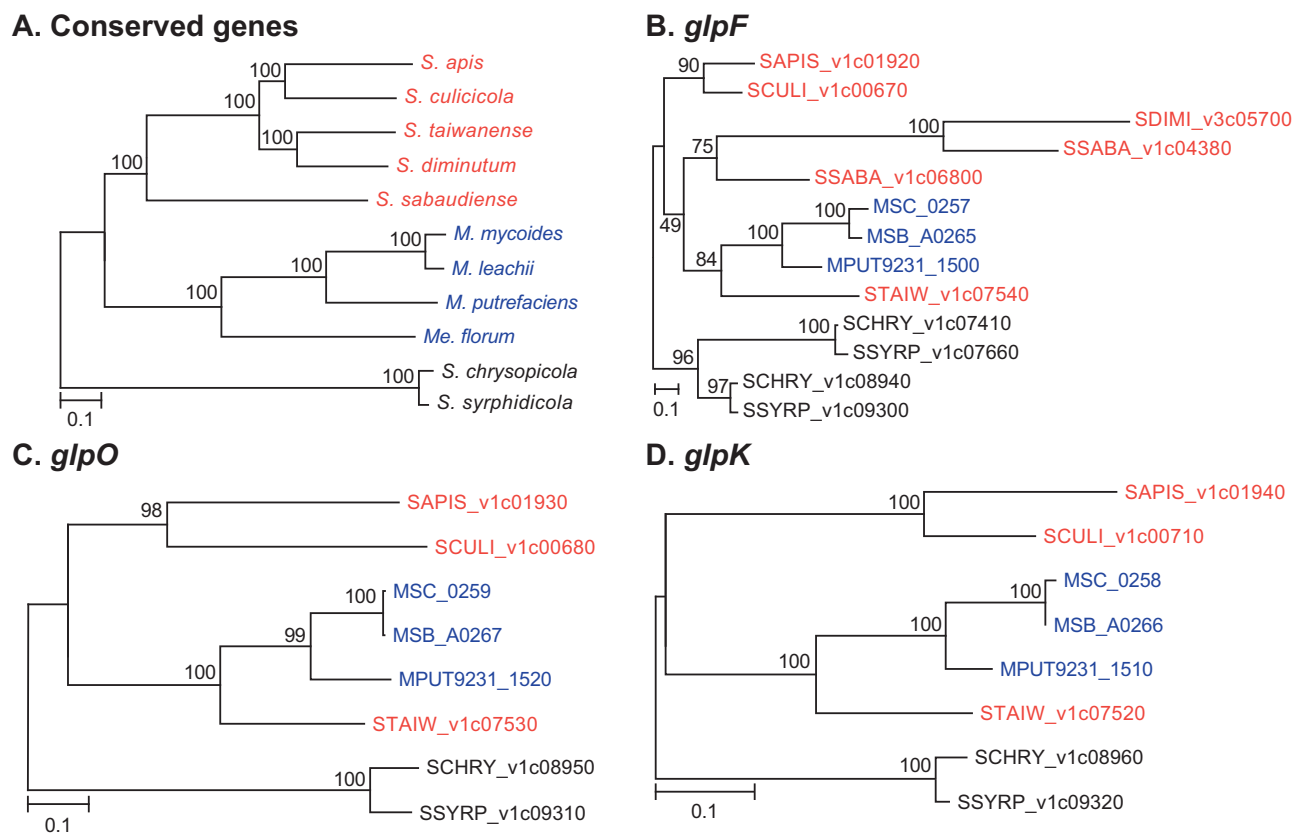 A. Conserved genes
100
100
100
100
100
100
100
100
100
S. apis
S. culicicola
S. taiwanense
S. diminutum
S. sabaudiense
M. mycoides
M. leachii
M. putrefaciens
Me. florum
S. chrysopicola
S. syrphidicola
0.1
B. glpF
90
100
75
100
49
100
84
100
96
97
SAPIS_v1c01920
SCULI_v1c00670
SDIMI_v3c05700
SSABA_v1c04380
SSABA_v1c06800
MSC_0257
MSB_A0265
MPUT9231_1500
STAIW_v1c07540
SCHRY_v1c07410
SSYRP_v1c07660
SCHRY_v1c08940
SSYRP_v1c09300
0.1
C. glpO
98
100
99
100
100
SAPIS_v1c01930
SCULI_v1c00680
MSC_0259
MSB_A0267
MPUT9231_1520
STAIW_v1c07530
SCHRY_v1c08950
SSYRP_v1c09310
0.1
D. glpK
100
100
100
100
100
SAPIS_v1c01940
SCULI_v1c00710
MSC_0258
MSB_A0266
MPUT9231_1510
STAIW_v1c07520
SCHRY_v1c08960
SSYRP_v1c09320
0.1